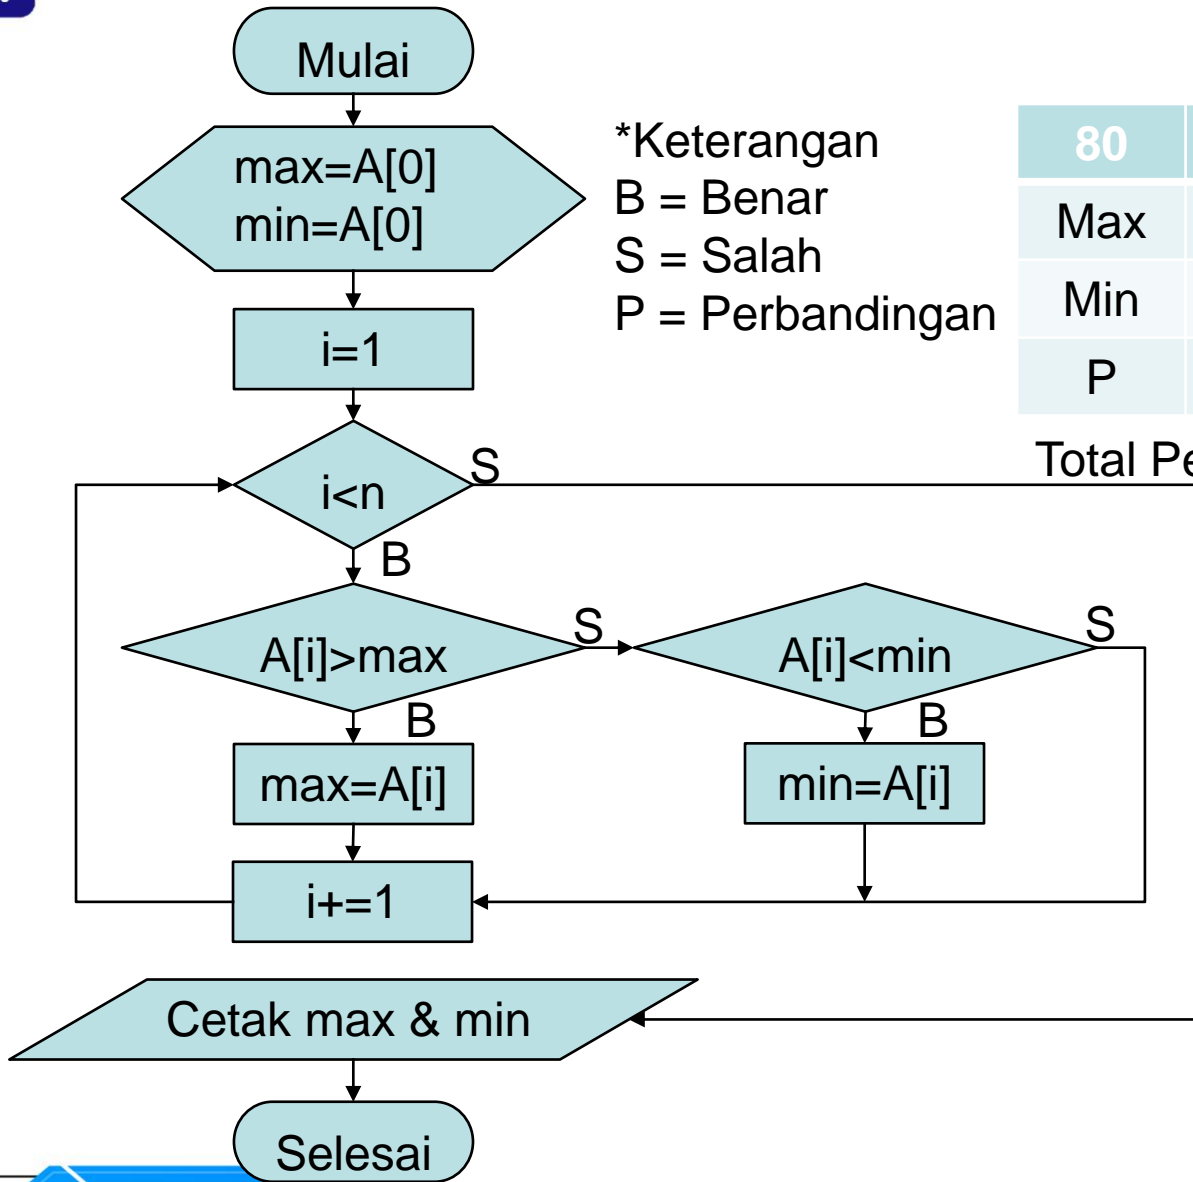 Mulai
max=A[0]
min=A[0]
*Keterangan
B = Benar
S = Salah
P = Perbandingan
80
Max
Min
P
Total
i=1
i<n
S
B
A[i]>max
S
A[i]<min
S
B
B
max=A[i]
min=A[i]
i+=1
Cetak max & min
Selesai